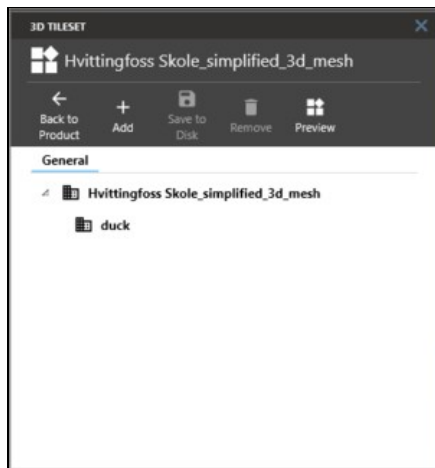 3D TILESET
Hvittingfoss Skole_simplified_3d_mesh
Back to Product
Add
Save to Disk
Remove
Preview
General
Hvittingfoss Skole_simplified_3d_mesh
duck